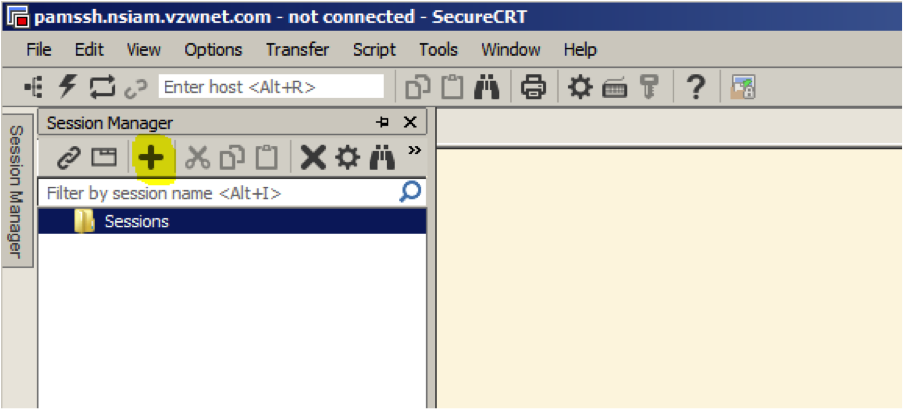 pamssh.nsiam.vzwnet.com - not connected - SecureCRT
File Edit View Options Transfer Script Tools Window Help
Enter host <Alt+R>
Session Manager
Session Manager
Filter by session name <Alt+I>
Sessions